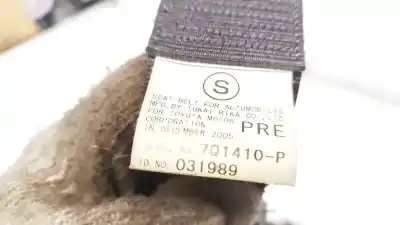 S
SEAT BELT FOR AUTOMOBILES
MFD. BY TOKAI RIKA CO., LTD.
FOR TOYOTA MOTOR
CORPORATION
IN DECEMBER 2005
PRE
NO. 7Q1410-P
ID NO. 031989